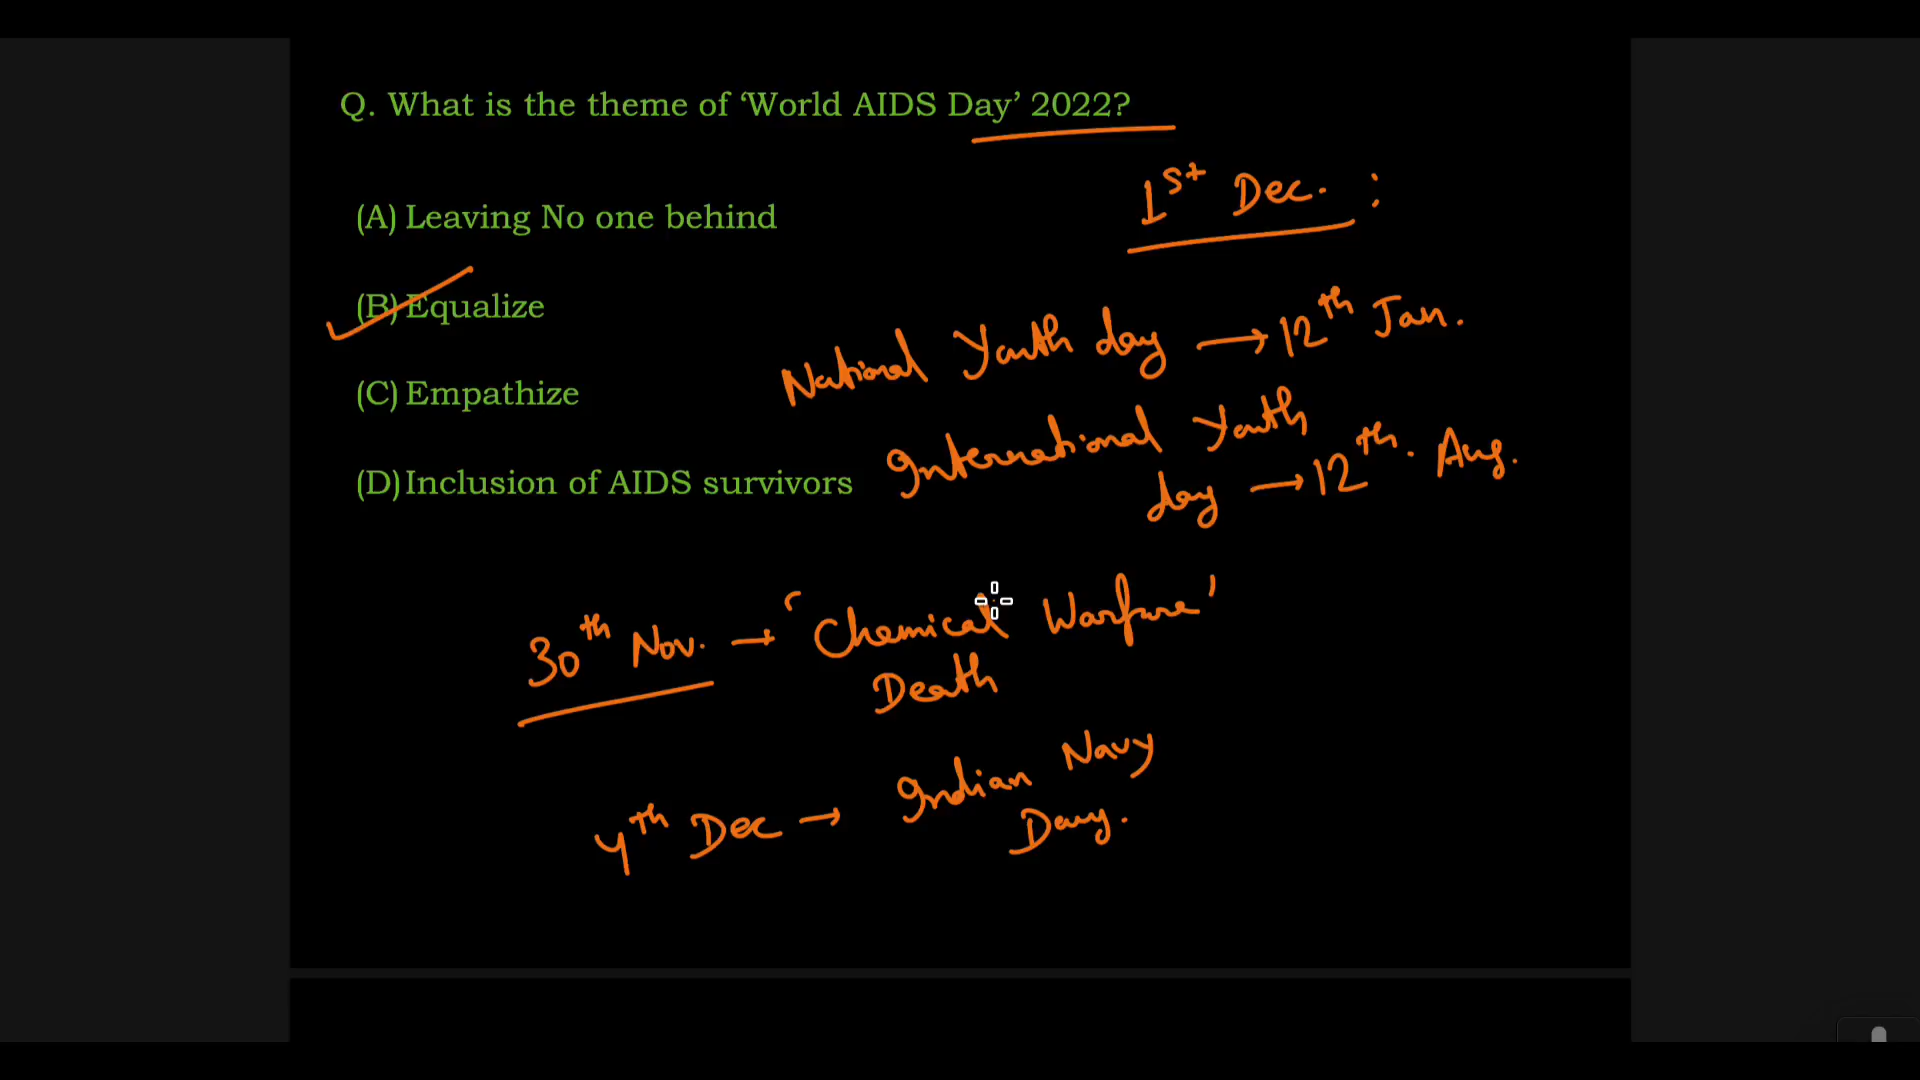 Q. What is the theme of ‘World AIDS Day’ 2022?
1st Dec. :
(A) Leaving No one behind
(B) Equalize
National Youth day → 12th Jan.
(C) Empathize
International Youth
day → 12th. Aug.
(D) Inclusion of AIDS survivors
30th Nov. → ‘Chemical Warfare’
Death
4th Dec → Indian Navy
Day.